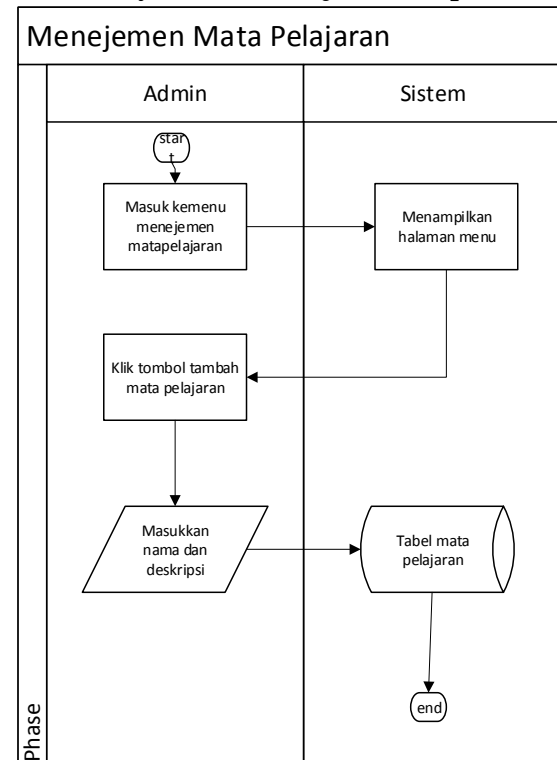 Menejemen Mata Pelajaran
Admin
Sistem
star
t
Masuk kemenu
menejemen
matapelajaran
Menampilkan
halaman menu
Klik tombol tambah
mata pelajaran
Masukkan
nama dan
deskripsi
Tabel mata
pelajaran
end
Phase